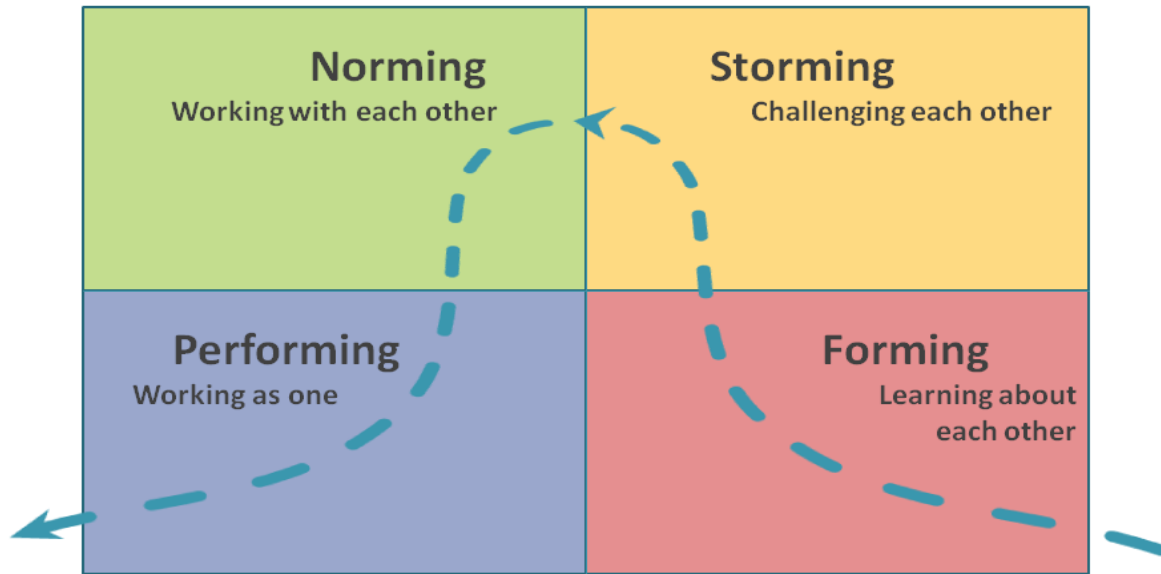 Norming
Working with each other
Storming
Challenging each other
Performing
Working as one
Forming
Learning about
each other